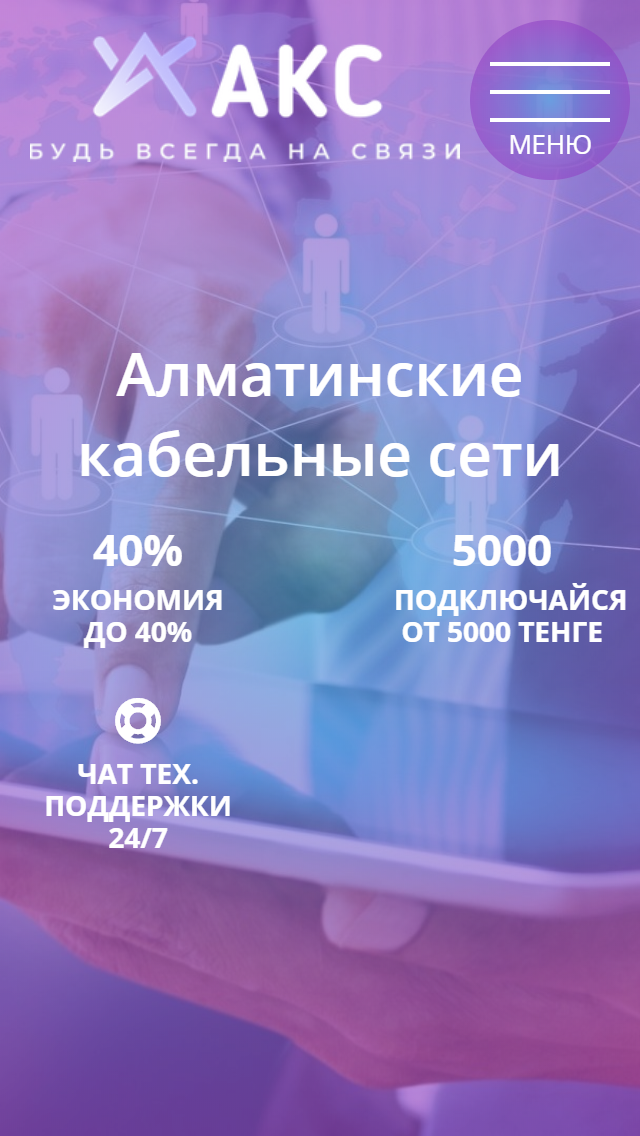 АКС
БУДЬ ВСЕГДА НА СВЯЗИ
МЕНЮ
Алматинские
кабельные сети
40%
ЭКОНОМИЯ
ДО 40%
5000
ПОДКЛЮЧАЙСЯ
ОТ 5000 ТЕНГЕ
ЧАТ ТЕХ.
ПОДДЕРЖКИ
24/7